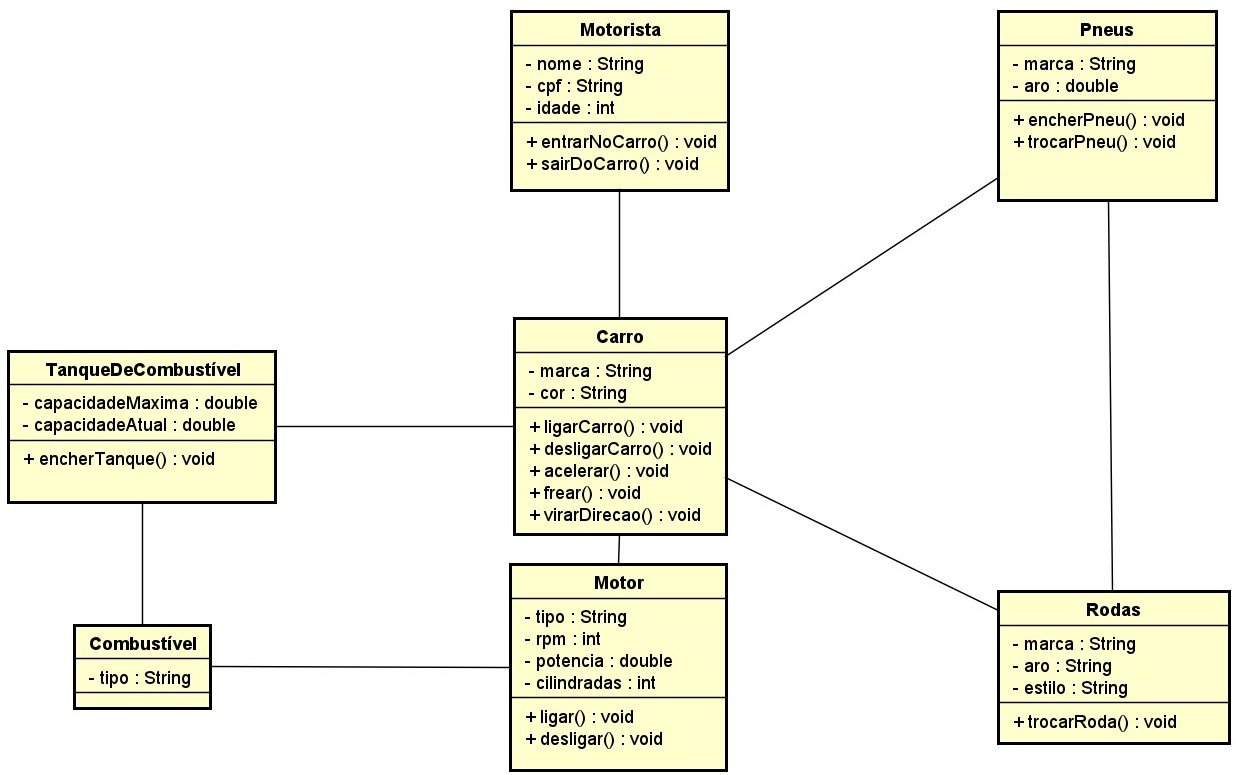 Motorista
- nome : String
- cpf : String
- idade : int
+ entrarNoCarro() : void
+ sairDoCarro() : void
Pneus
- marca : String
- aro : double
+ encherPneu() : void
+ trocarPneu() : void
Carro
- marca : String
- cor : String
+ ligarCarro() : void
+ desligarCarro() : void
+ acelerar() : void
+ frear() : void
+ virarDirecao() : void
TanqueDeCombustível
- capacidadeMaxima : double
- capacidadeAtual : double
+ encherTanque() : void
Combustível
- tipo : String
Motor
- tipo : String
- rpm : int
- potencia : double
- cilindradas : int
+ ligar() : void
+ desligar() : void
Rodas
- marca : String
- aro : String
- estilo : String
+ trocarRoda() : void